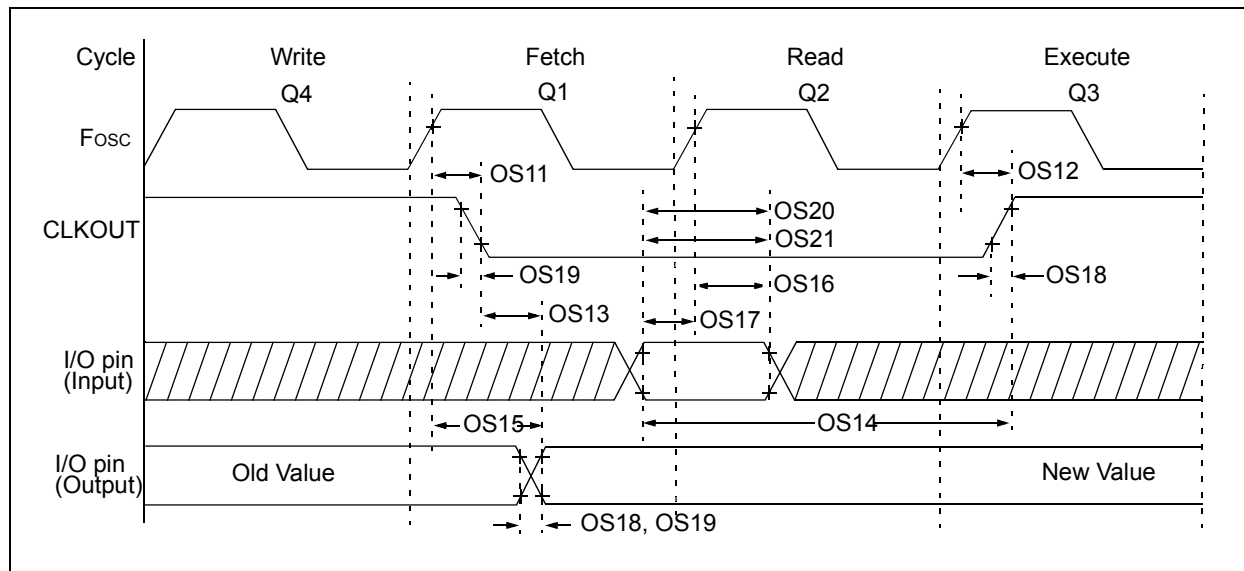 Cycle Write Fetch Read Execute
Q4 Q1 Q2 Q3
FOSC
OS11 OS12
OS20
CLKOUT
OS21
OS19 OS16 OS18
OS13 OS17
I/O pin
(Input)
OS15 OS14
I/O pin
(Output)
Old Value New Value
OS18, OS19